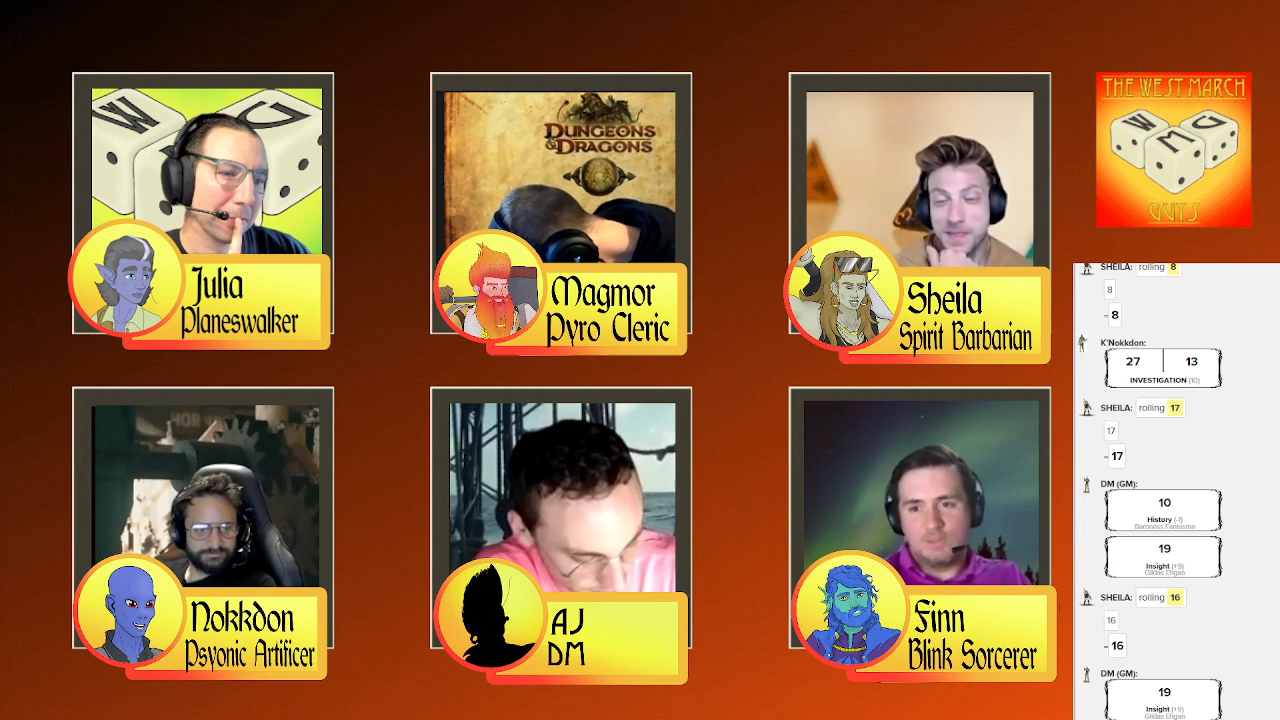 W
G
DUNGEONS
& DRAGONS
THE WEST MARCH
W
M
G
GUYS
Julia
Planeswalker
Magmor
Pyro Cleric
Sheila
Spirit Barbarian
Nokkdon
Psyonic Artificer
AJ
DM
Finn
Blink Sorcerer
SHEILA: rolling 8
8
=8
K'Nokkdon:
27 13
INVESTIGATION (10)
SHEILA: rolling 17
17
=17
DM (GM):
10
History (-1)
Baroness Fantasma
19
Insight (+9)
Gildas Ehgan
SHEILA: rolling 16
16
=16
DM (GM):
19
Insight (+9)
Gildas Ehgan